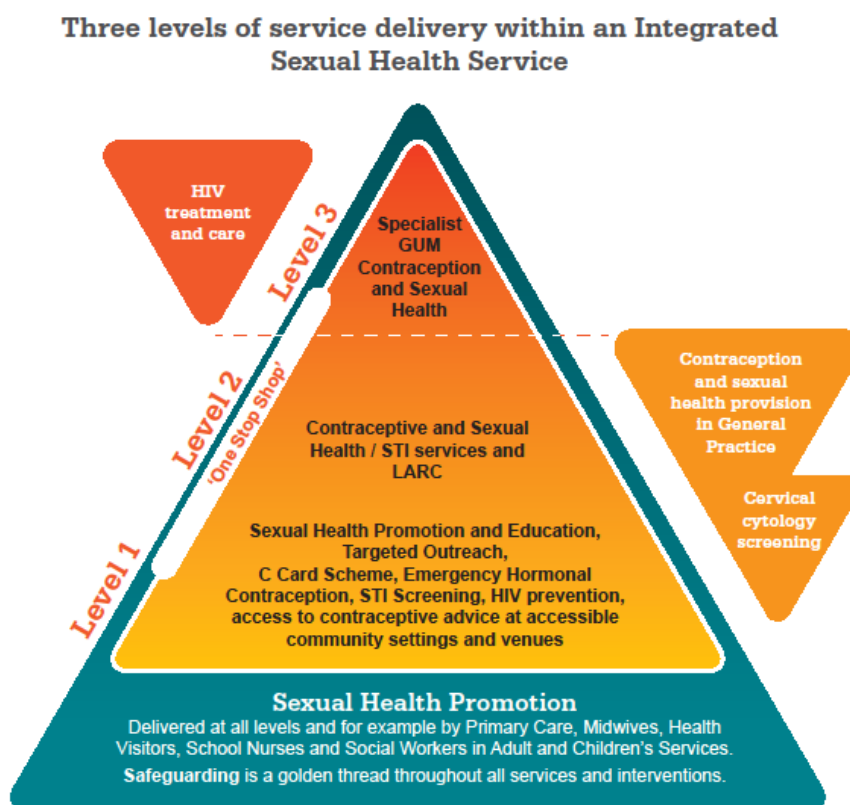 Three levels of service delivery within an Integrated
Sexual Health Service
HIV
treatment
and care
Level 3
Specialist
GUM
Contraception
and Sexual
Health
Level 2
'One Stop Shop'
Contraceptive and Sexual
Health / STI services and
LARC
Contraception
and sexual
health provision
in General
Practice
Cervical
cytology
screening
Level 1
Sexual Health Promotion and Education,
Targeted Outreach,
C Card Scheme, Emergency Hormonal
Contraception, STI Screening, HIV prevention,
access to contraceptive advice at accessible
community settings and venues
Sexual Health Promotion
Delivered at all levels and for example by Primary Care, Midwives, Health
Visitors, School Nurses and Social Workers in Adult and Children's Services.
Safeguarding is a golden thread throughout all services and interventions.